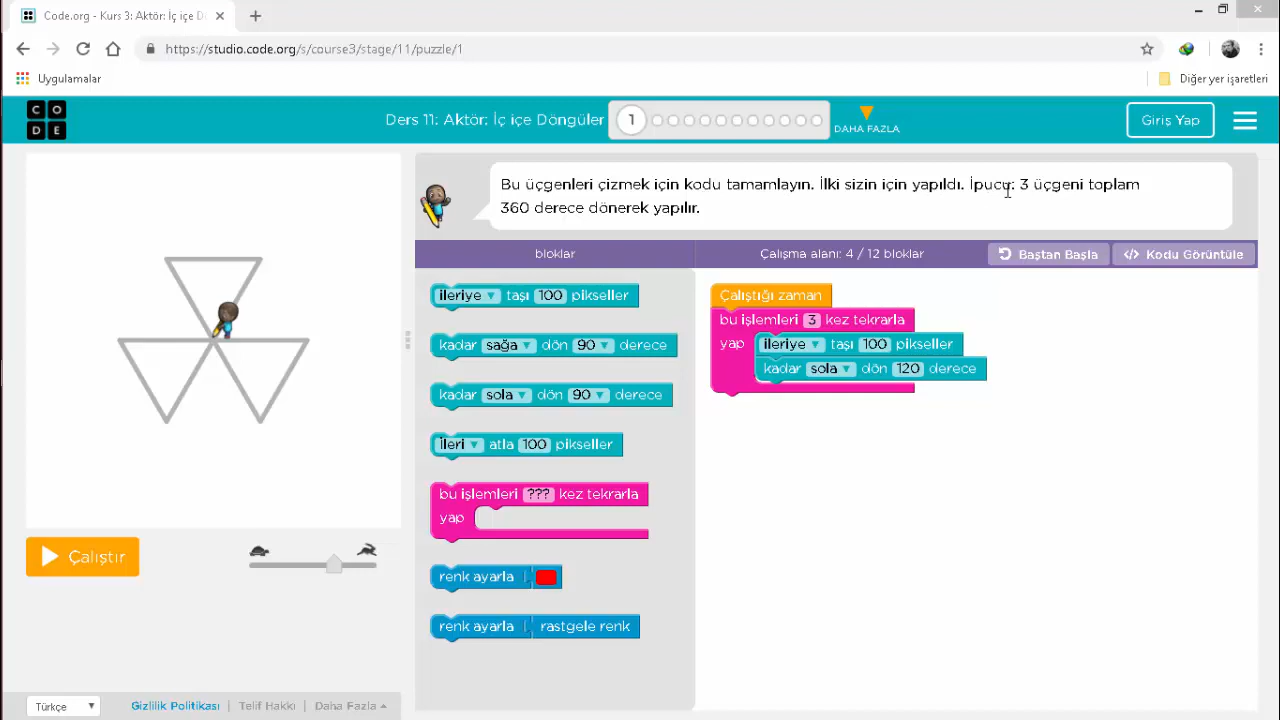 Code.org - Kurs 3: Aktör: İç içe D
https://studio.code.org/s/course3/stage/11/puzzle/1
Uygulamalar
Diğer yer işaretleri
C O
D E
Ders 11: Aktör: İç içe Döngüler
1
DAHA FAZLA
Giriş Yap
Bu üçgenleri çizmek için kodu tamamlayın. İlki sizin için yapıldı. İpucu: 3 üçgeni toplam
360 derece dönerek yapılır.
bloklar
Çalışma alanı: 4 / 12 bloklar
Baştan Başla
</> Kodu Görüntüle
ileriye taşı 100 pikseller
kadar sağa dön 90 derece
kadar sola dön 90 derece
İleri atla 100 pikseller
bu işlemleri ??? kez tekrarla
yap
renk ayarla
renk ayarla rastgele renk
Çalıştığı zaman
bu işlemleri 3 kez tekrarla
yap ileriye taşı 100 pikseller
kadar sola dön 120 derece
Çalıştır
Türkçe
Gizlilik Politikası | Telif Hakkı | Daha Fazla